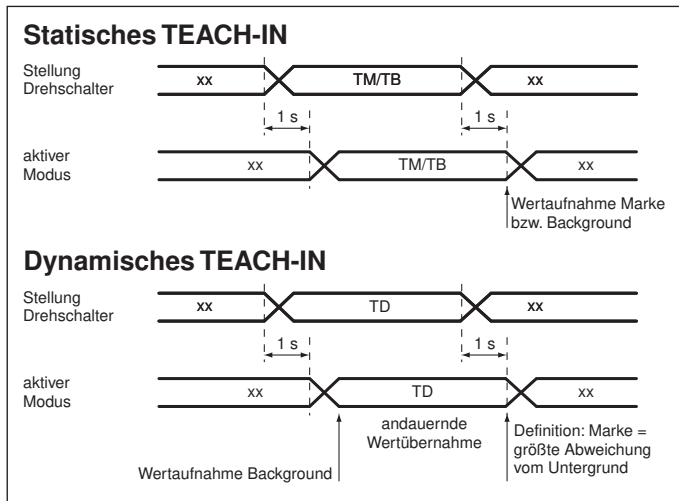 Statisches TEACH-IN
Stellung
Drehschalter
xx TM/TB xx
1 s 1 s
aktiver
Modus
xx TM/TB xx
Wertaufnahme Marke
bzw. Background
Dynamisches TEACH-IN
Stellung
Drehschalter
xx TD xx
1 s 1 s
aktiver
Modus
xx TD xx
andauernde
Wertübernahme
Definition: Marke =
größte Abweichung
vom Untergrund
Wertaufnahme Background